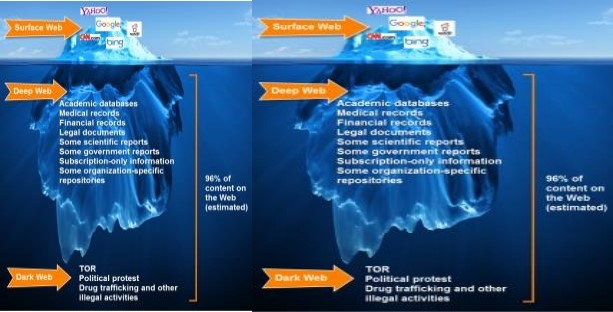 YAHOO!
Surface Web
Google
CNN.com
bing
Deep Web
Academic databases
Medical records
Financial records
Legal documents
Some scientific reports
Some government reports
Subscription-only information
Some organization-specific
repositories
96% of
content on
the Web
(estimated)
Dark Web
TOR
Political protest
Drug trafficking and other
illegal activities
YAHOO!
Surface Web
Google
CNN.com
bing
Deep Web
Academic databases
Medical records
Financial records
Legal documents
Some scientific reports
Some government reports
Subscription-only information
Some organization-specific
repositories
96% of
content on
the Web
(estimated)
Dark Web
TOR
Political protest
Drug trafficking and other
illegal activities